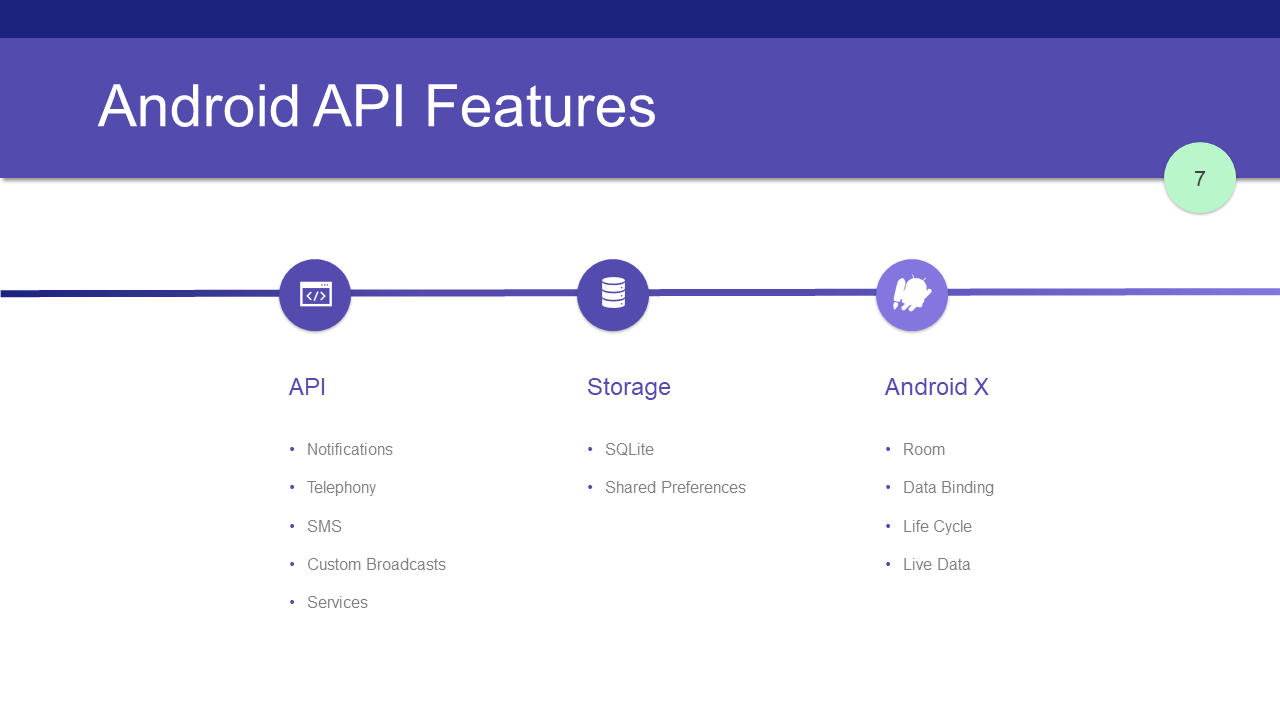 Android API Features
7
API
• Notifications
• Telephony
• SMS
• Custom Broadcasts
• Services
Storage
• SQLite
• Shared Preferences
Android X
• Room
• Data Binding
• Life Cycle
• Live Data